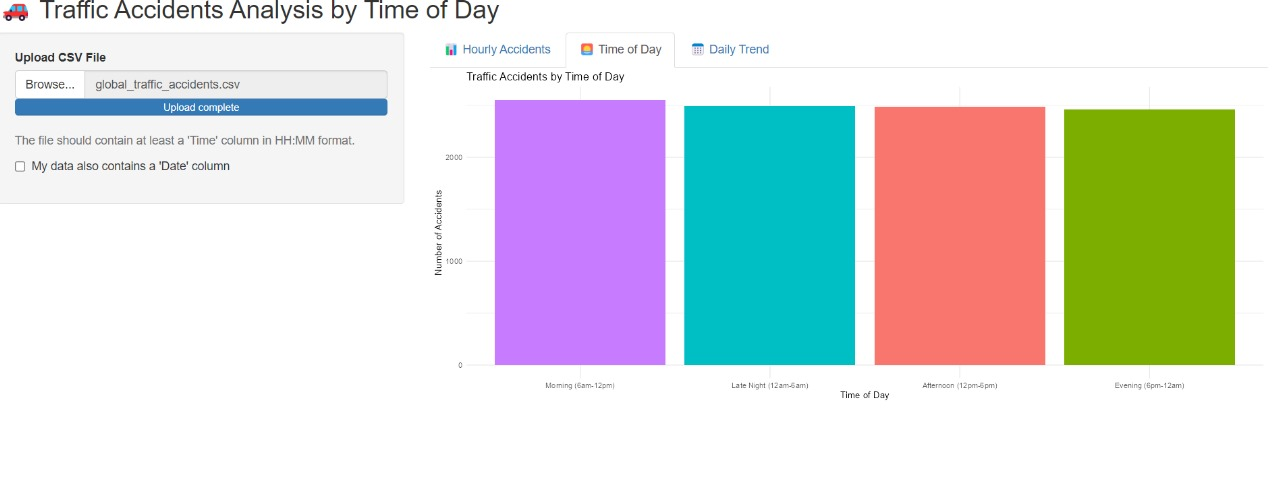 Traffic Accidents Analysis by Time of Day
Upload CSV File
Browse... global_traffic_accidents.csv
Upload complete
The file should contain at least a 'Time' column in HH:MM format.
My data also contains a 'Date' column
Hourly Accidents Time of Day Daily Trend
Traffic Accidents by Time of Day
Number of Accidents
2000
1000
0
Morning (6am-12pm) Late Night (12am-6am) Afternoon (12pm-6pm) Evening (6pm-12am)
Time of Day